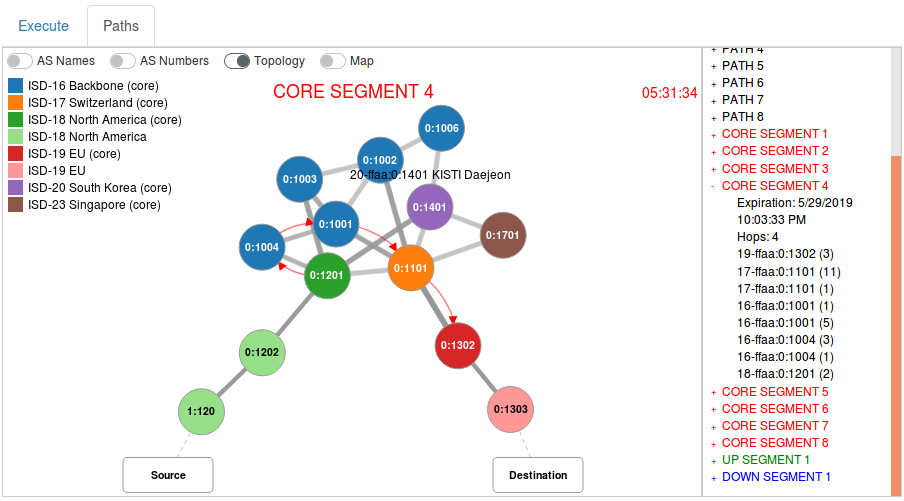 Execute
Paths
AS Names
AS Numbers
Topology
Map
ISD-16 Backbone (core)
ISD-17 Switzerland (core)
ISD-18 North America (core)
ISD-18 North America
ISD-19 EU (core)
ISD-19 EU
ISD-20 South Korea (core)
ISD-23 Singapore (core)
CORE SEGMENT 4
05:31:34
0:1006
0:1002
20-ffaa:0:1401 KISTI Daejeon
0:1003
0:1401
0:1001
0:1701
0:1004
0:1101
0:1201
0:1302
0:1202
0:1303
1:120
Source
Destination
+ PATH 4
+ PATH 5
+ PATH 6
+ PATH 7
+ PATH 8
+ CORE SEGMENT 1
+ CORE SEGMENT 2
+ CORE SEGMENT 3
- CORE SEGMENT 4
Expiration: 5/29/2019
10:03:33 PM
Hops: 4
19-ffaa:0:1302 (3)
17-ffaa:0:1101 (11)
17-ffaa:0:1101 (1)
16-ffaa:0:1001 (1)
16-ffaa:0:1001 (5)
16-ffaa:0:1004 (3)
16-ffaa:0:1004 (1)
18-ffaa:0:1201 (2)
+ CORE SEGMENT 5
+ CORE SEGMENT 6
+ CORE SEGMENT 7
+ CORE SEGMENT 8
+ UP SEGMENT 1
+ DOWN SEGMENT 1